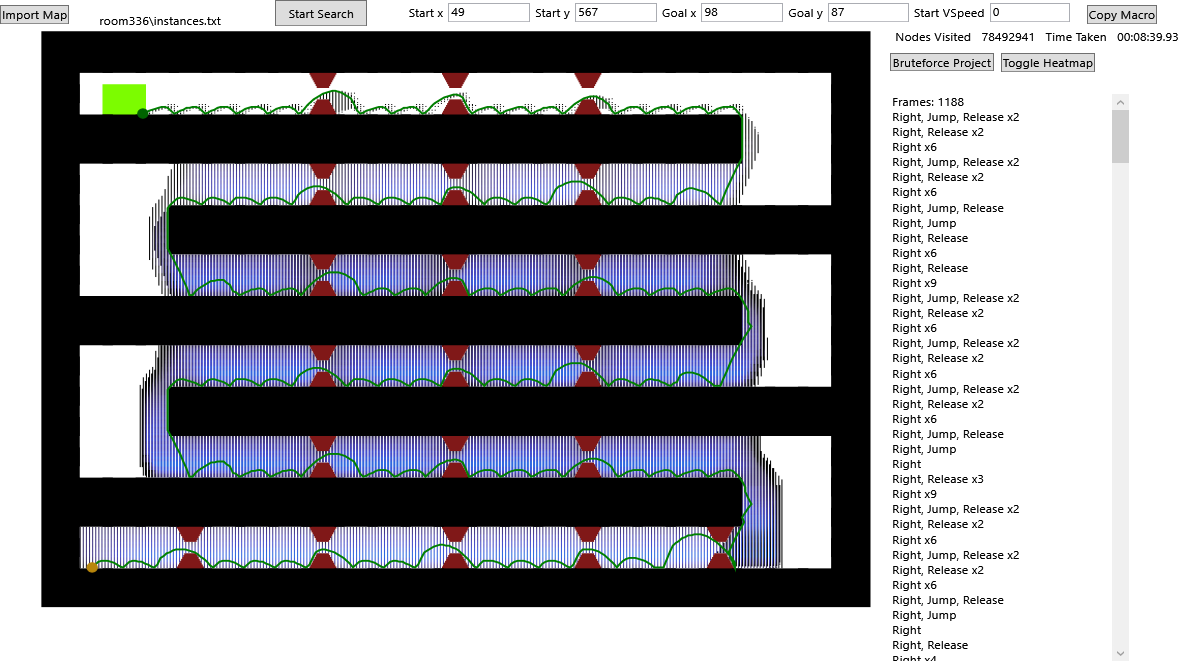 Import Map
room336\instances.txt
Start Search
Start x 49 Start y 567 Goal x 98 Goal y 87 Start VSpeed 0
Copy Macro
Nodes Visited 78492941 Time Taken 00:08:39.93
Bruteforce Project Toggle Heatmap
Frames: 1188
Right, Jump, Release x2
Right, Release x2
Right x6
Right, Jump, Release x2
Right, Release x2
Right x6
Right, Jump, Release
Right, Jump
Right, Release
Right x6
Right, Release
Right x9
Right, Jump, Release x2
Right, Release x2
Right x6
Right, Jump, Release x2
Right, Release x2
Right x6
Right, Jump, Release x2
Right, Release x2
Right x6
Right, Jump, Release
Right, Jump
Right
Right, Release x3
Right x9
Right, Jump, Release x2
Right, Release x2
Right x6
Right, Jump, Release x2
Right, Release x2
Right x6
Right, Jump, Release
Right, Jump
Right
Right, Release
Right x4